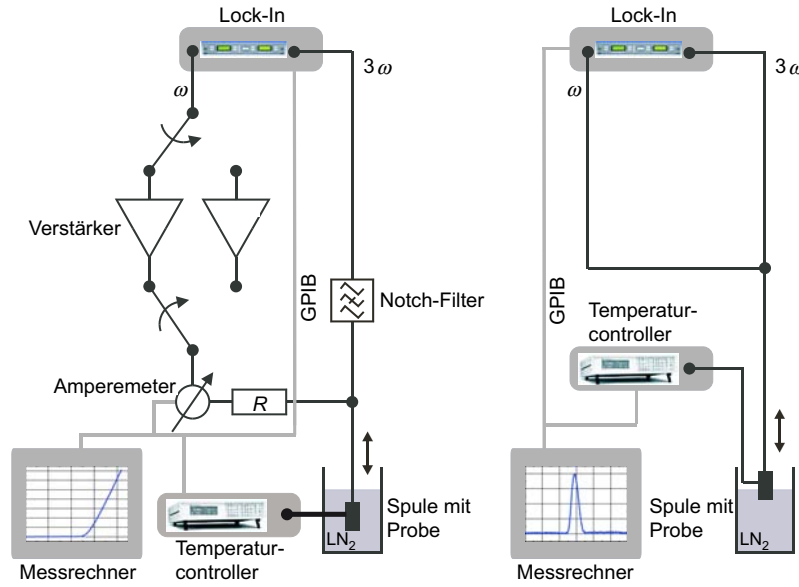 Lock-In
ω
3ω
Verstärker
GPIB
Notch-Filter
Amperemeter
R
Spule mit
Probe
LN2
Temperatur-
controller
Messrechner
Lock-In
ω
3ω
GPIB
Temperatur-
controller
Spule mit
Probe
LN2
Messrechner